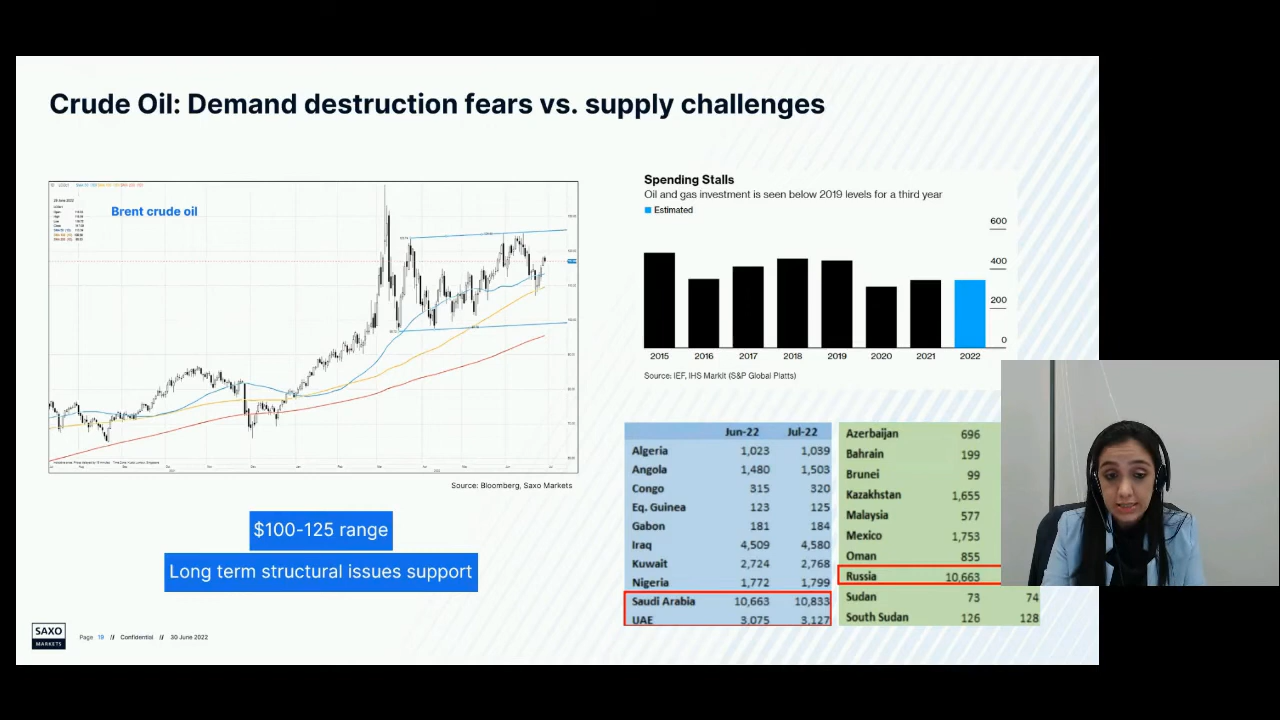 Crude Oil: Demand destruction fears vs. supply challenges
Brent crude oil
Source: Bloomberg, Saxo Markets
$100-125 range
Long term structural issues support
SAXO
MARKETS
Page 19 // Confidential // 30 June 2022
Spending Stalls
Oil and gas investment is seen below 2019 levels for a third year
Estimated
600
400
200
0
2015 2016 2017 2018 2019 2020 2021 2022
Source: IEF, IHS Markit (S&P Global Platts)
Jun-22 Jul-22
Algeria 1,023 1,039
Angola 1,480 1,503
Congo 315 320
Eq. Guinea 123 125
Gabon 181 184
Iraq 4,509 4,580
Kuwait 2,724 2,768
Nigeria 1,772 1,799
Saudi Arabia 10,663 10,833
UAE 3,075 3,127
Azerbaijan 696
Bahrain 199
Brunei 99
Kazakhstan 1,655
Malaysia 577
Mexico 1,753
Oman 855
Russia 10,663
Sudan 73 74
South Sudan 126 128